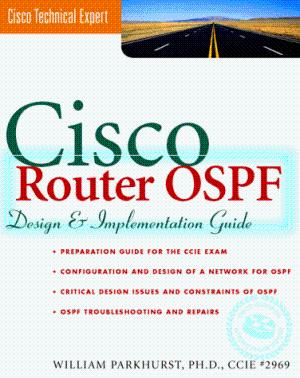 Cisco Technical Expert
Cisco
Router OSPF
Design & Implementation Guide
• PREPARATION GUIDE FOR THE CCIE EXAM
• CONFIGURATION AND DESIGN OF A NETWORK FOR OSPF
• CRITICAL DESIGN ISSUES AND CONSTRAINTS OF OSPF
• OSPF TROUBLESHOOTING AND REPAIRS
WILLIAM PARKHURST, PH.D., CCIE #2969